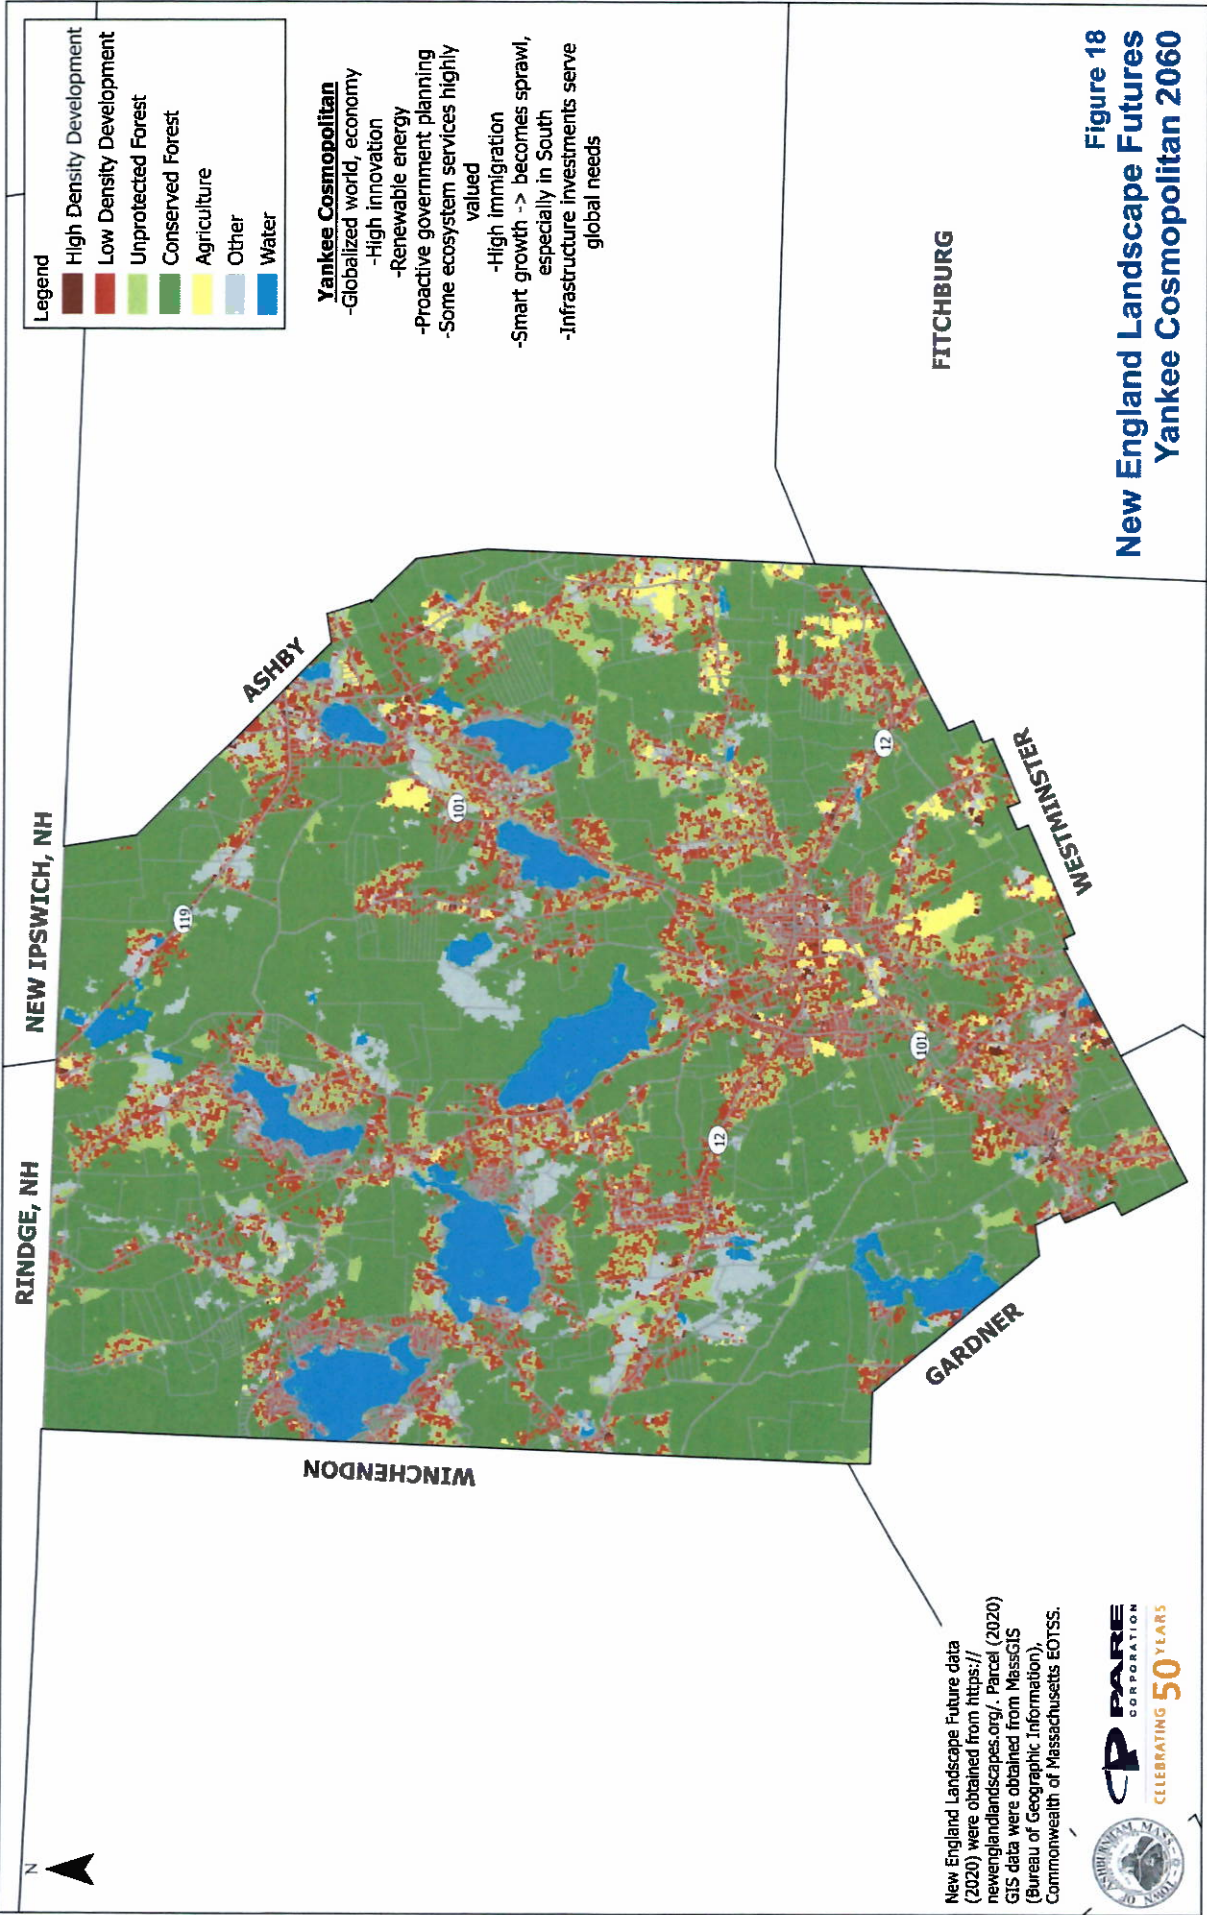 N
RINDGE, NH
NEW IPSWICH, NH
ASHBY
WINCHENDON
GARDNER
WESTMINSTER
FITCHBURG
119
101
12
12
101
Legend
High Density Development
Low Density Development
Unprotected Forest
Conserved Forest
Agriculture
Other
Water
Yankee Cosmopolitan
-Globalized world, economy
-High innovation
-Renewable energy
-Proactive government planning
-Some ecosystem services highly
valued
-High immigration
-Smart growth -> becomes sprawl,
especially in South
-Infrastructure investments serve
global needs
New England Landscape Future data
(2020) were obtained from https://
newenglandlandscapes.org/. Parcel (2020)
GIS data were obtained from MassGIS
(Bureau of Geographic Information),
Commonwealth of Massachusetts EOTSS.
TOWN OF ASHBURNHAM, MASS.
PARE
CORPORATION
CELEBRATING 50 YEARS
Figure 18
New England Landscape Futures
Yankee Cosmopolitan 2060